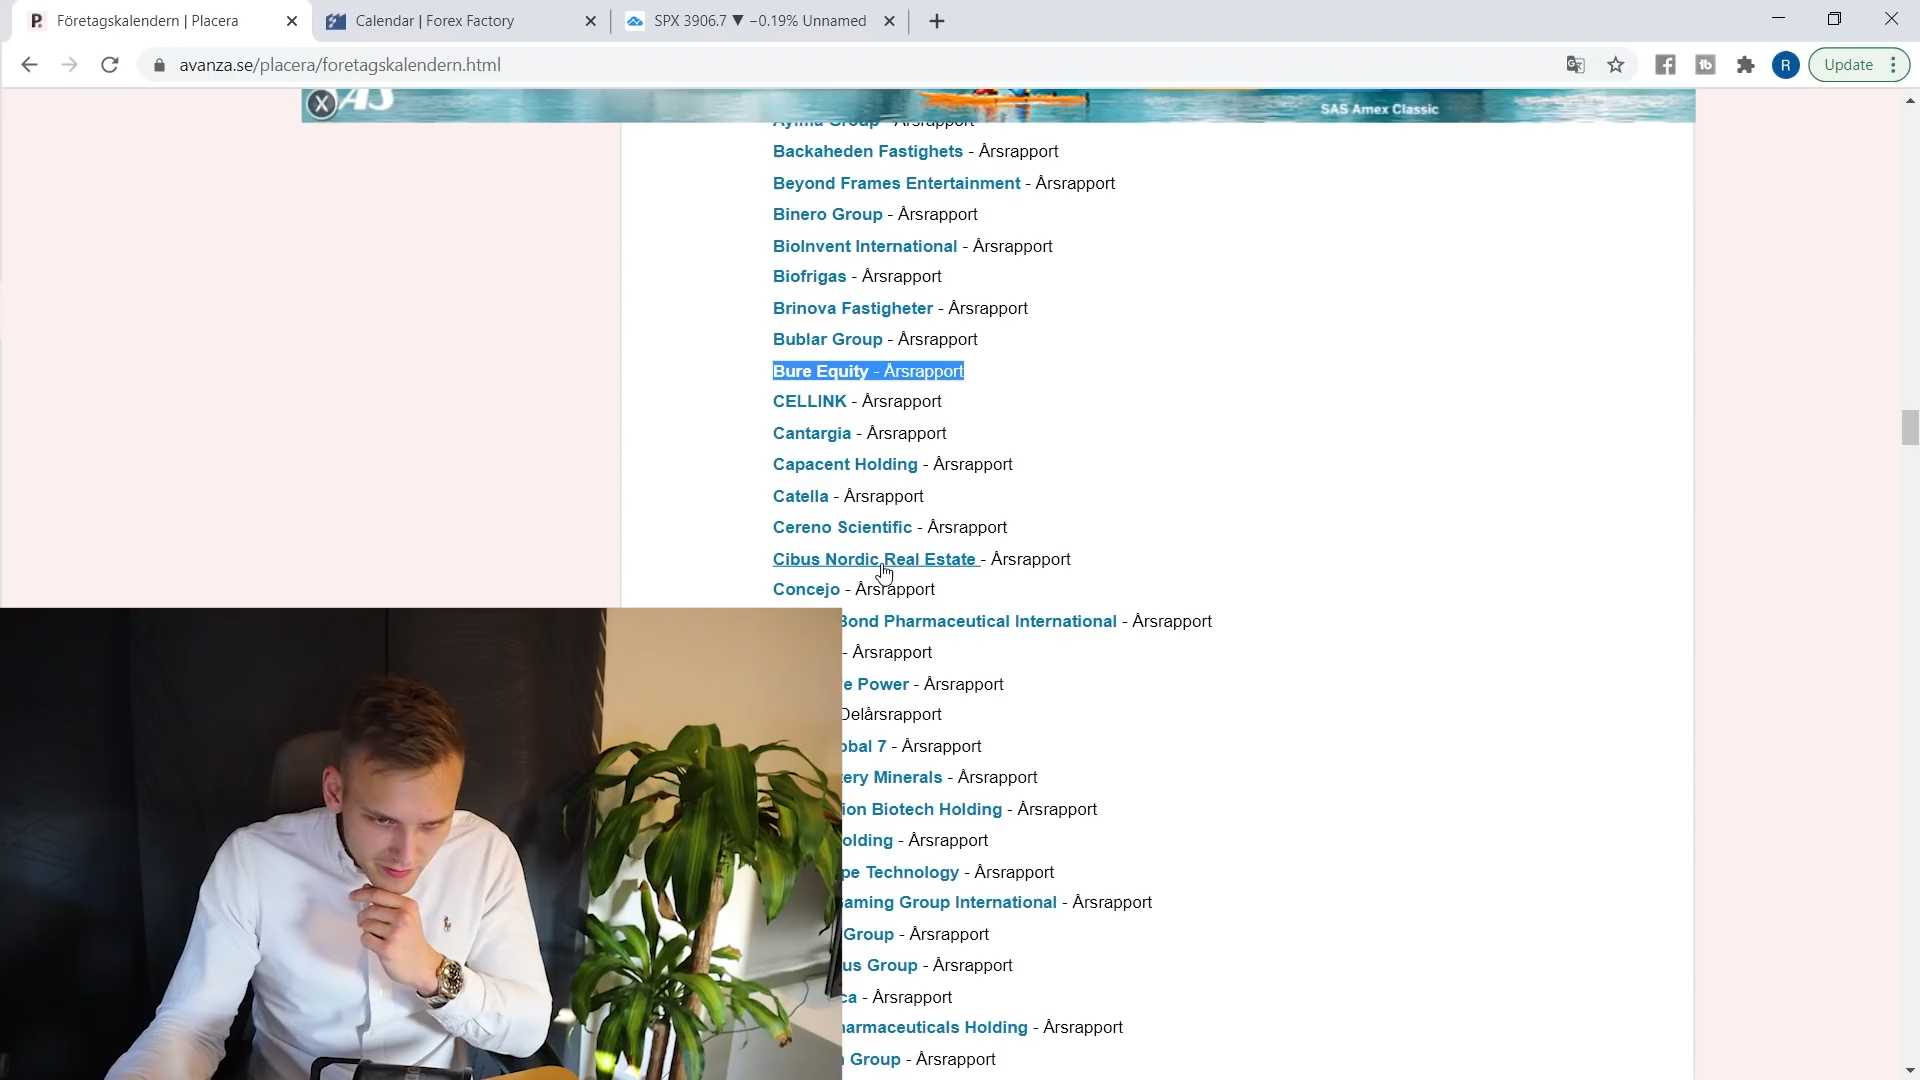 Företagskalendern | Placera
Calendar | Forex Factory
SPX 3906.7 ▼ −0.19% Unnamed
avanza.se/placera/foretagskalendern.html
R
Update
X
SAS Amex Classic
Ayima Group - Årsrapport
Backaheden Fastighets - Årsrapport
Beyond Frames Entertainment - Årsrapport
Binero Group - Årsrapport
BioInvent International - Årsrapport
Biofrigas - Årsrapport
Brinova Fastigheter - Årsrapport
Bublar Group - Årsrapport
Bure Equity - Årsrapport
CELLINK - Årsrapport
Cantargia - Årsrapport
Capacent Holding - Årsrapport
Catella - Årsrapport
Cereno Scientific - Årsrapport
Cibus Nordic Real Estate - Årsrapport
Concejo - Årsrapport
Bond Pharmaceutical International - Årsrapport
- Årsrapport
e Power - Årsrapport
Delårsrapport
obal 7 - Årsrapport
ery Minerals - Årsrapport
ion Biotech Holding - Årsrapport
olding - Årsrapport
pe Technology - Årsrapport
aming Group International - Årsrapport
Group - Årsrapport
us Group - Årsrapport
ca - Årsrapport
armaceuticals Holding - Årsrapport
Group - Årsrapport